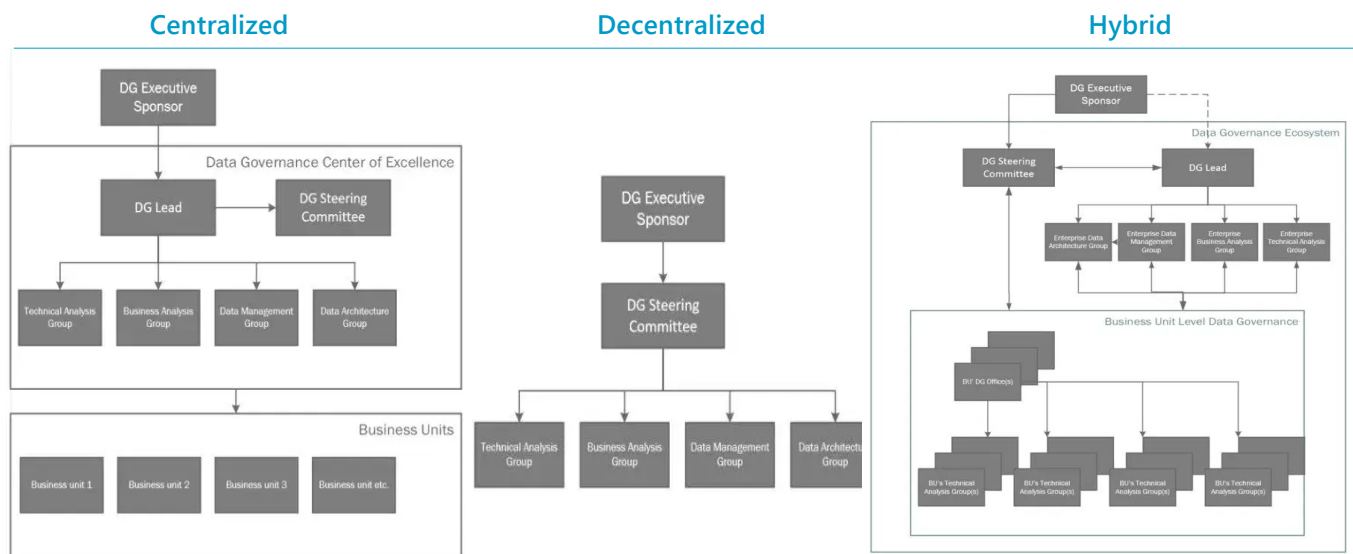 Centralized
Decentralized
Hybrid
DG Executive
Sponsor
Data Governance Center of Excellence
DG Lead
DG Steering
Committee
Technical Analysis
Group
Business Analysis
Group
Data Management
Group
Data Architecture
Group
Business Units
Business unit 1
Business unit 2
Business unit 3
Business unit etc.
DG Executive
Sponsor
DG Steering
Committee
Technical Analysis
Group
Business Analysis
Group
Data Management
Group
Data Architectu
Group
DG Executive
Sponsor
Data Governance Ecosystem
DG Steering
Committee
DG Lead
Enterprise Data
Architecture Group
Enterprise Data
Management
Group
Enterprise
Business Analysis
Group
Enterprise
Technical Analysis
Group
Business Unit Level Data Governance
BU' DG Office(s)
BU's Technical
Analysis Group(s)
BU's Technical
Analysis Group(s)
BU's Technical
Analysis Group(s)
BU's Technical
Analysis Group(s)